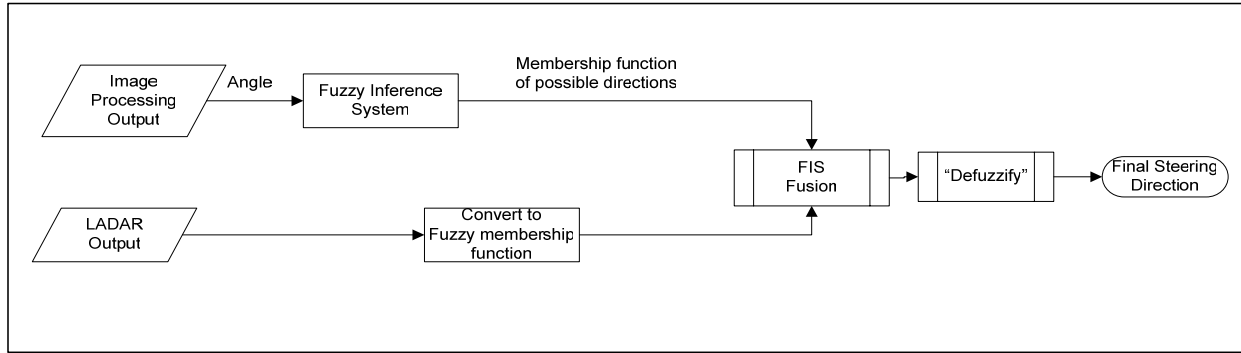 Image
Processing
Output
Angle
Fuzzy Inference
System
Membership function
of possible directions
LADAR
Output
Convert to
Fuzzy membership
function
FIS
Fusion
“Defuzzify”
Final Steering
Direction